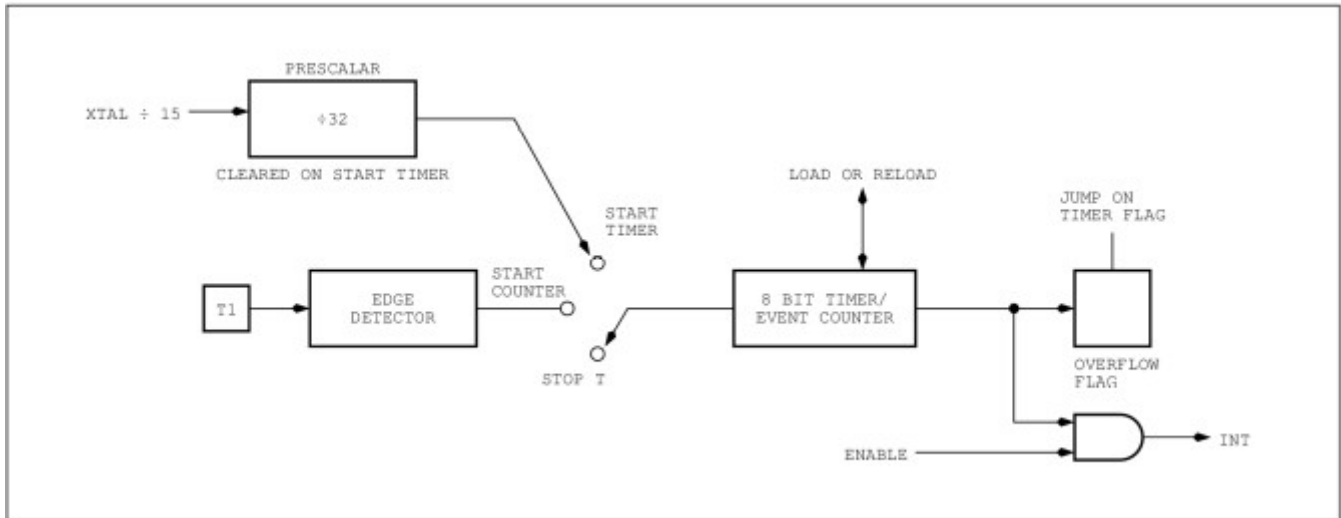 PRESCALAR
XTAL ÷ 15
÷32
CLEARED ON START TIMER
LOAD OR RELOAD
JUMP ON
TIMER FLAG
START
TIMER
START
COUNTER
T1
EDGE
DETECTOR
8 BIT TIMER/
EVENT COUNTER
STOP T
OVERFLOW
FLAG
ENABLE
INT